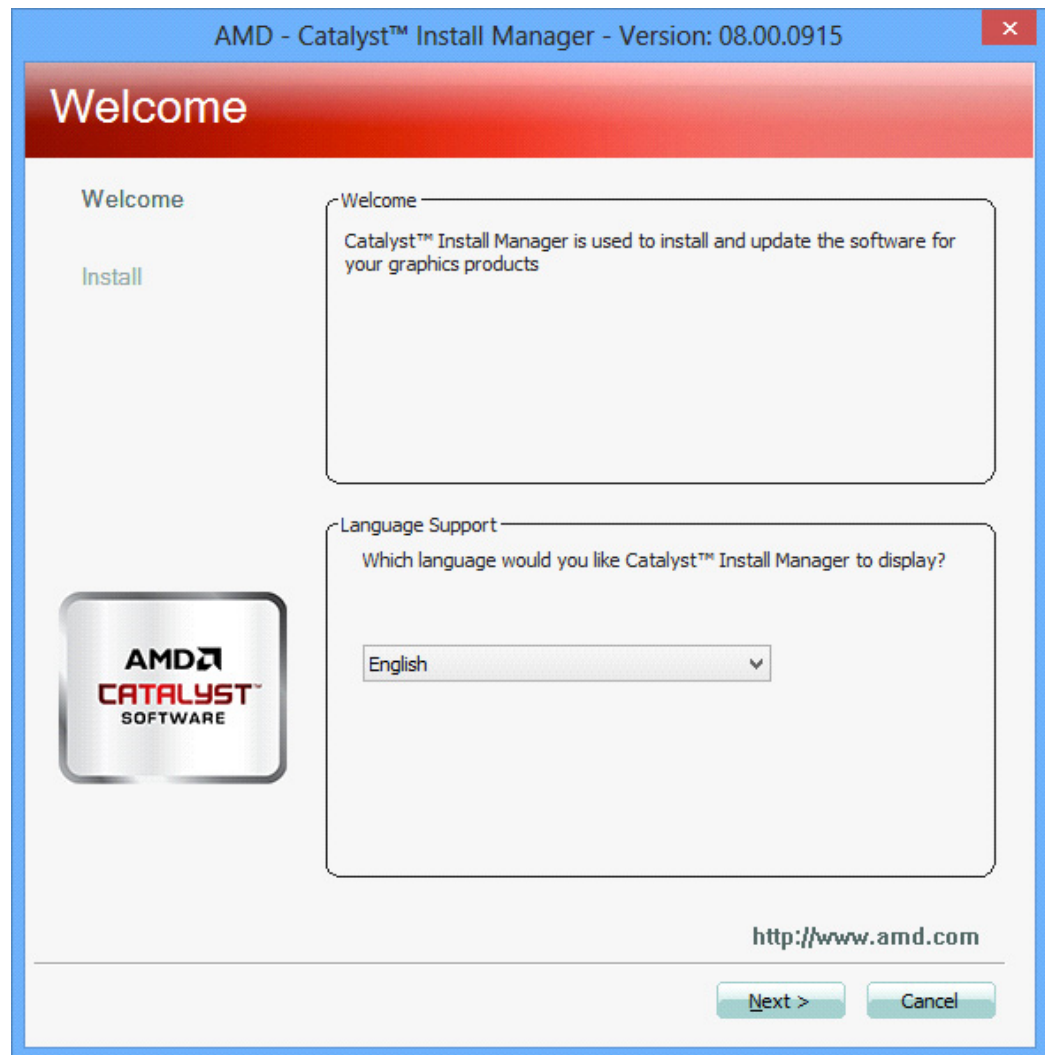 AMD - Catalyst™ Install Manager - Version: 08.00.0915
Welcome
Welcome
Install
Welcome
Catalyst™ Install Manager is used to install and update the software for
your graphics products
Language Support
Which language would you like Catalyst™ Install Manager to display?
English
AMD
CATALYST™
SOFTWARE
http://www.amd.com
Next >
Cancel